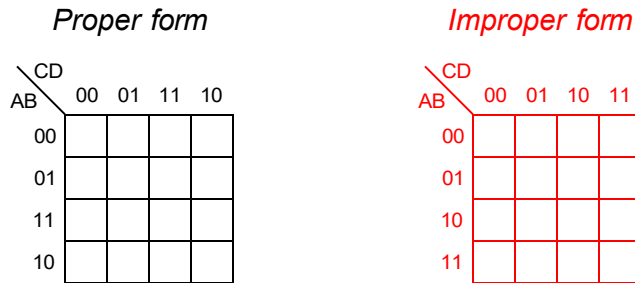 Proper form
CD
AB 00 01 11 10
00
01
11
10
Improper form
CD
AB 00 01 10 11
00
01
10
11